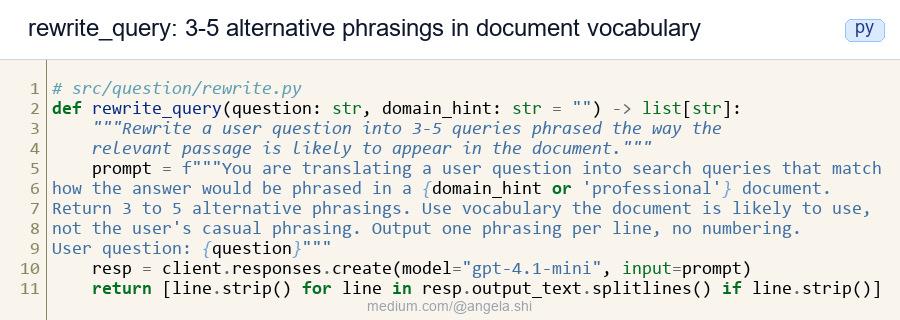 rewrite_query: 3-5 alternative phrasings in document vocabulary
py
1 # src/question/rewrite.py
2 def rewrite_query(question: str, domain_hint: str = "") -> list[str]:
3     """Rewrite a user question into 3-5 queries phrased the way the
4     relevant passage is likely to appear in the document."""
5     prompt = f"""You are translating a user question into search queries that match
6 how the answer would be phrased in a {domain_hint or 'professional'} document.
7 Return 3 to 5 alternative phrasings. Use vocabulary the document is likely to use,
8 not the user's casual phrasing. Output one phrasing per line, no numbering.
9 User question: {question}"""
10     resp = client.responses.create(model="gpt-4.1-mini", input=prompt)
11     return [line.strip() for line in resp.output_text.splitlines() if line.strip()]
medium.com/@angela.shi